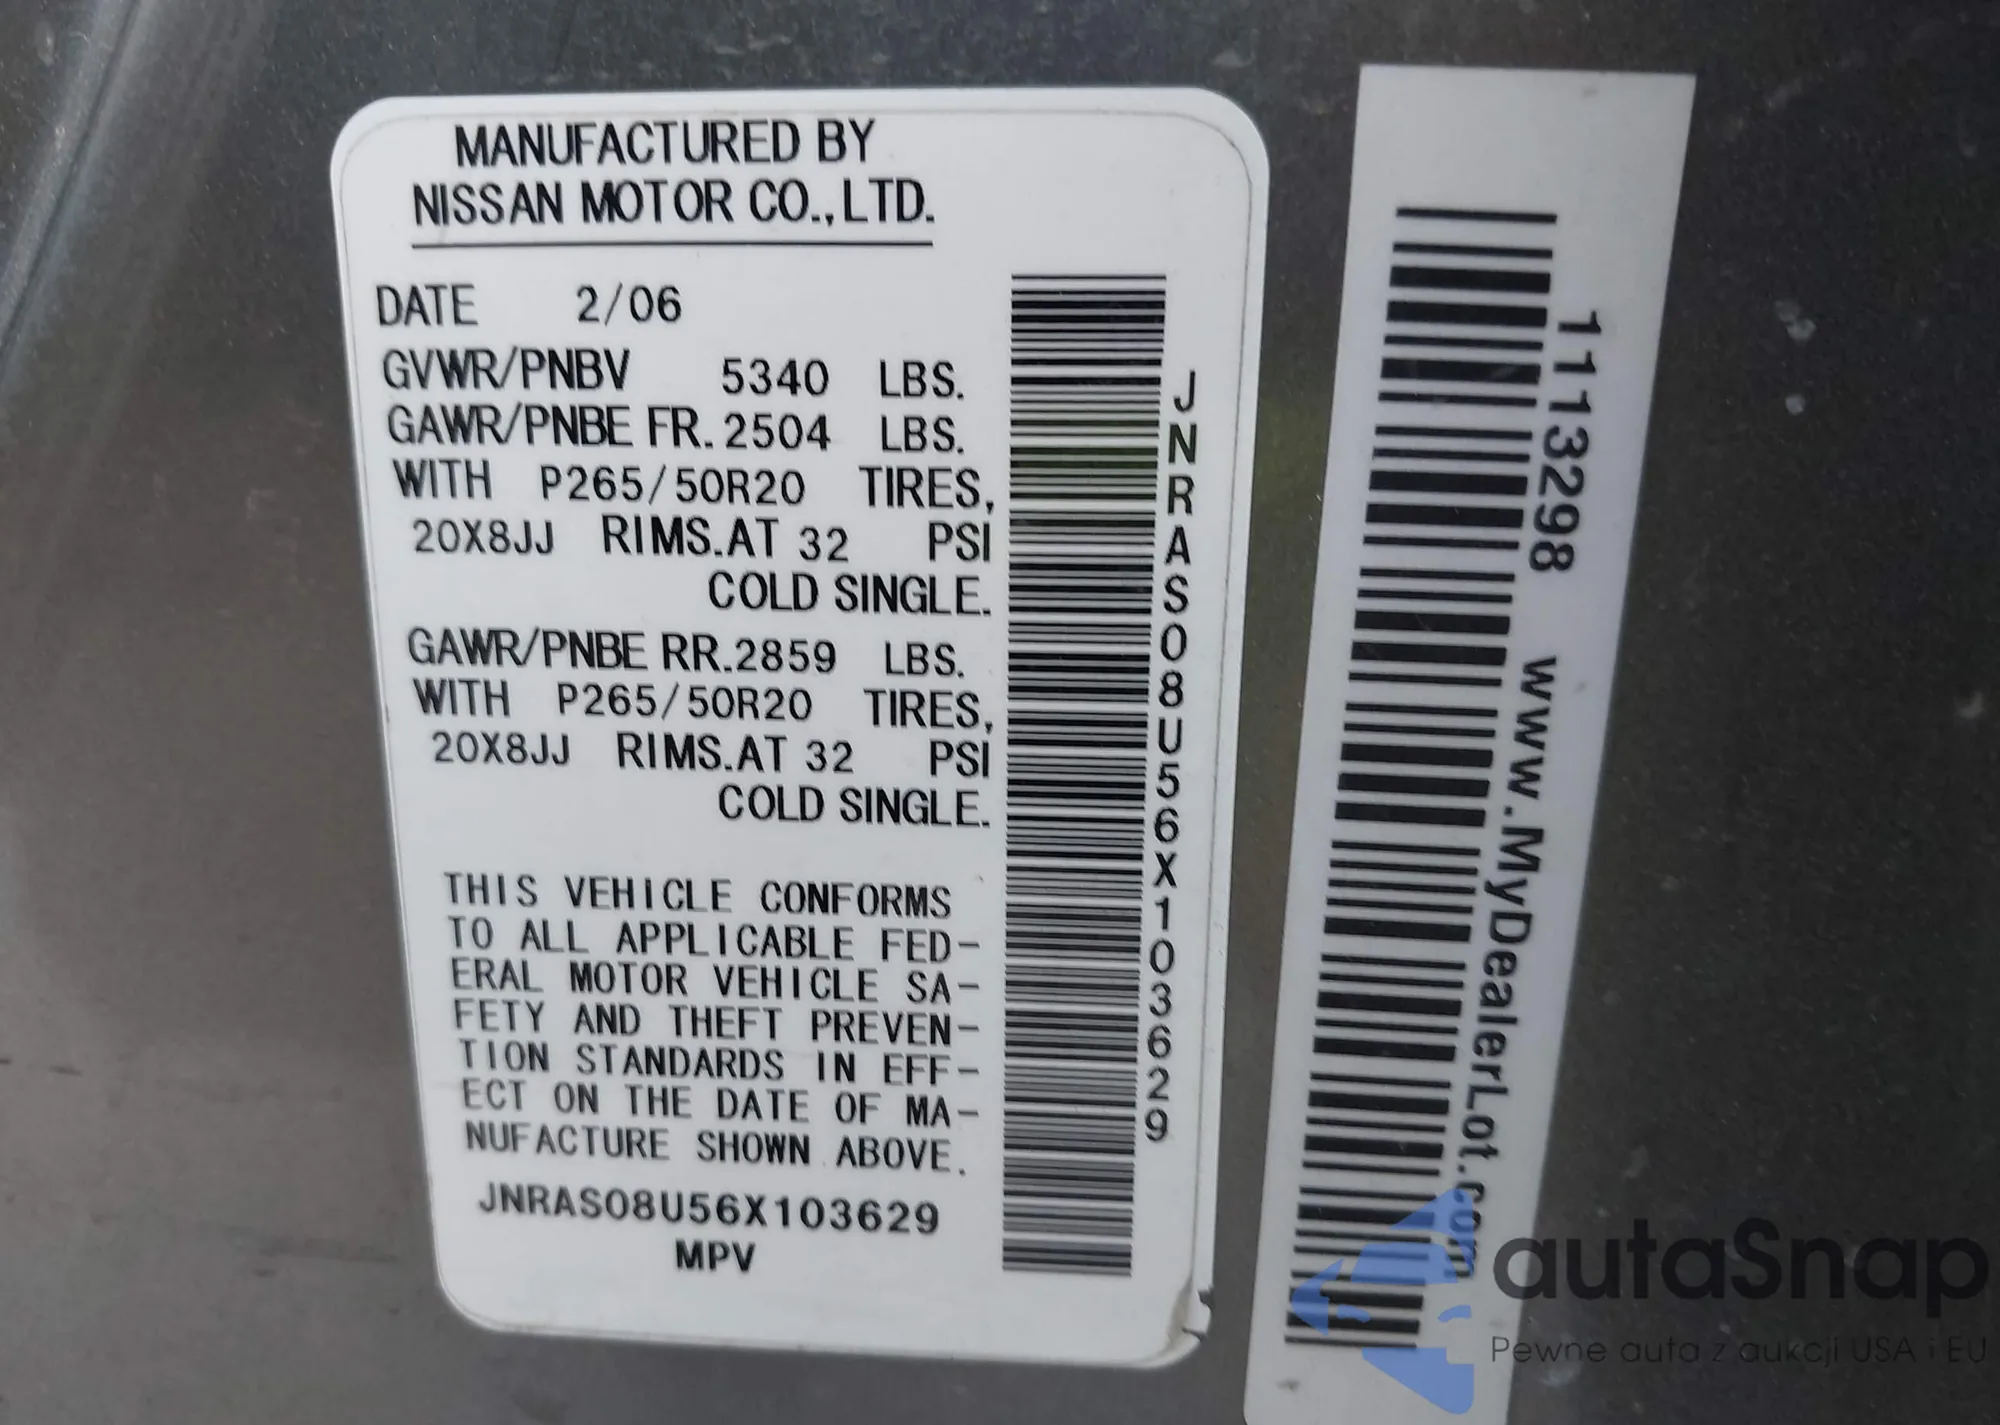 MANUFACTURED BY
NISSAN MOTOR CO.,LTD.
DATE 2/06
GVWR/PNBV 5340 LBS.
GAWR/PNBE FR.2504 LBS.
WITH P265/50R20 TIRES,
20X8JJ RIMS.AT 32 PSI
COLD SINGLE.
GAWR/PNBE RR.2859 LBS.
WITH P265/50R20 TIRES,
20X8JJ RIMS.AT 32 PSI
COLD SINGLE.
THIS VEHICLE CONFORMS
TO ALL APPLICABLE FED-
ERAL MOTOR VEHICLE SA-
FETY AND THEFT PREVEN-
TION STANDARDS IN EFF-
ECT ON THE DATE OF MA-
NUFACTURE SHOWN ABOVE.
JNRAS08U56X103629
MPV
JNRAS08U56X103629
1113298 www.MyDealerLot.com
autaSnap
Pewne auta z aukcji USA i EU